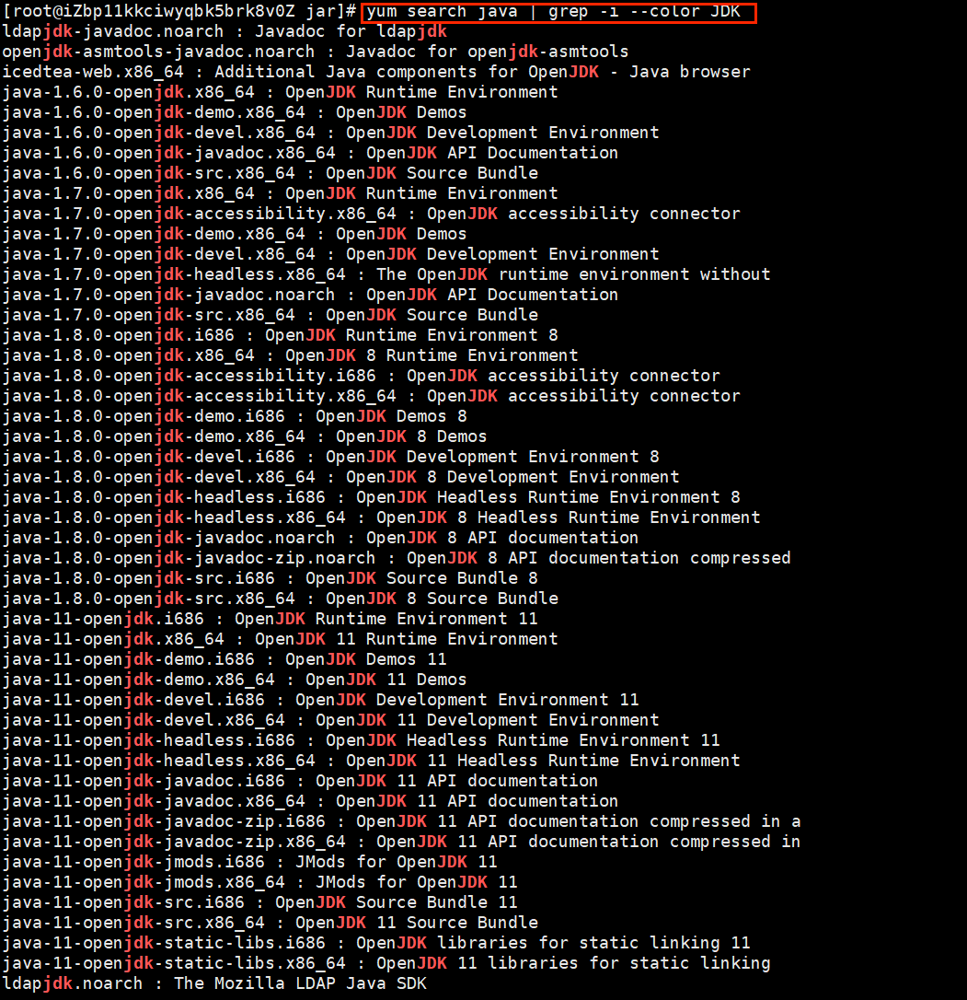 [root@iZbp11kkciwyqbk5brk8v0Z jar]# yum search java | grep -i --color JDK
ldapjdk-javadoc.noarch : Javadoc for ldapjdk
openjdk-asmtools-javadoc.noarch : Javadoc for openjdk-asmtools
icedtea-web.x86_64 : Additional Java components for OpenJDK - Java browser
java-1.6.0-openjdk.x86_64 : OpenJDK Runtime Environment
java-1.6.0-openjdk-demo.x86_64 : OpenJDK Demos
java-1.6.0-openjdk-devel.x86_64 : OpenJDK Development Environment
java-1.6.0-openjdk-javadoc.x86_64 : OpenJDK API Documentation
java-1.6.0-openjdk-src.x86_64 : OpenJDK Source Bundle
java-1.7.0-openjdk.x86_64 : OpenJDK Runtime Environment
java-1.7.0-openjdk-accessibility.x86_64 : OpenJDK accessibility connector
java-1.7.0-openjdk-demo.x86_64 : OpenJDK Demos
java-1.7.0-openjdk-devel.x86_64 : OpenJDK Development Environment
java-1.7.0-openjdk-headless.x86_64 : The OpenJDK runtime environment without
java-1.7.0-openjdk-javadoc.noarch : OpenJDK API Documentation
java-1.7.0-openjdk-src.x86_64 : OpenJDK Source Bundle
java-1.8.0-openjdk.i686 : OpenJDK Runtime Environment 8
java-1.8.0-openjdk.x86_64 : OpenJDK 8 Runtime Environment
java-1.8.0-openjdk-accessibility.i686 : OpenJDK accessibility connector
java-1.8.0-openjdk-accessibility.x86_64 : OpenJDK accessibility connector
java-1.8.0-openjdk-demo.i686 : OpenJDK Demos 8
java-1.8.0-openjdk-demo.x86_64 : OpenJDK 8 Demos
java-1.8.0-openjdk-devel.i686 : OpenJDK Development Environment 8
java-1.8.0-openjdk-devel.x86_64 : OpenJDK 8 Development Environment
java-1.8.0-openjdk-headless.i686 : OpenJDK Headless Runtime Environment 8
java-1.8.0-openjdk-headless.x86_64 : OpenJDK 8 Headless Runtime Environment
java-1.8.0-openjdk-javadoc.noarch : OpenJDK 8 API documentation
java-1.8.0-openjdk-javadoc-zip.noarch : OpenJDK 8 API documentation compressed
java-1.8.0-openjdk-src.i686 : OpenJDK Source Bundle 8
java-1.8.0-openjdk-src.x86_64 : OpenJDK 8 Source Bundle
java-11-openjdk.i686 : OpenJDK Runtime Environment 11
java-11-openjdk.x86_64 : OpenJDK 11 Runtime Environment
java-11-openjdk-demo.i686 : OpenJDK Demos 11
java-11-openjdk-demo.x86_64 : OpenJDK 11 Demos
java-11-openjdk-devel.i686 : OpenJDK Development Environment 11
java-11-openjdk-devel.x86_64 : OpenJDK 11 Development Environment
java-11-openjdk-headless.i686 : OpenJDK Headless Runtime Environment 11
java-11-openjdk-headless.x86_64 : OpenJDK 11 Headless Runtime Environment
java-11-openjdk-javadoc.i686 : OpenJDK 11 API documentation
java-11-openjdk-javadoc.x86_64 : OpenJDK 11 API documentation
java-11-openjdk-javadoc-zip.i686 : OpenJDK 11 API documentation compressed in a
java-11-openjdk-javadoc-zip.x86_64 : OpenJDK 11 API documentation compressed in
java-11-openjdk-jmods.i686 : JMods for OpenJDK 11
java-11-openjdk-jmods.x86_64 : JMods for OpenJDK 11
java-11-openjdk-src.i686 : OpenJDK Source Bundle 11
java-11-openjdk-src.x86_64 : OpenJDK 11 Source Bundle
java-11-openjdk-static-libs.i686 : OpenJDK libraries for static linking 11
java-11-openjdk-static-libs.x86_64 : OpenJDK 11 libraries for static linking
ldapjdk.noarch : The Mozilla LDAP Java SDK